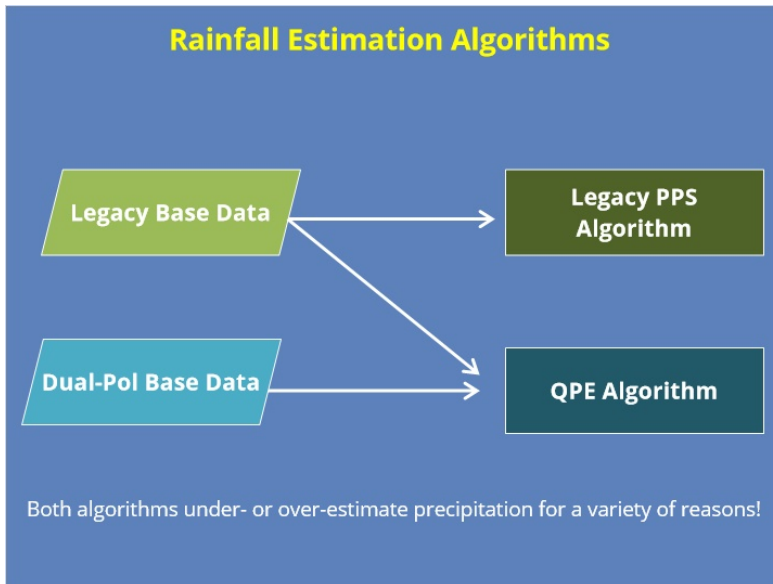 Rainfall Estimation Algorithms
Legacy Base Data
Legacy PPS
Algorithm
Dual-Pol Base Data
QPE Algorithm
Both algorithms under- or over-estimate precipitation for a variety of reasons!